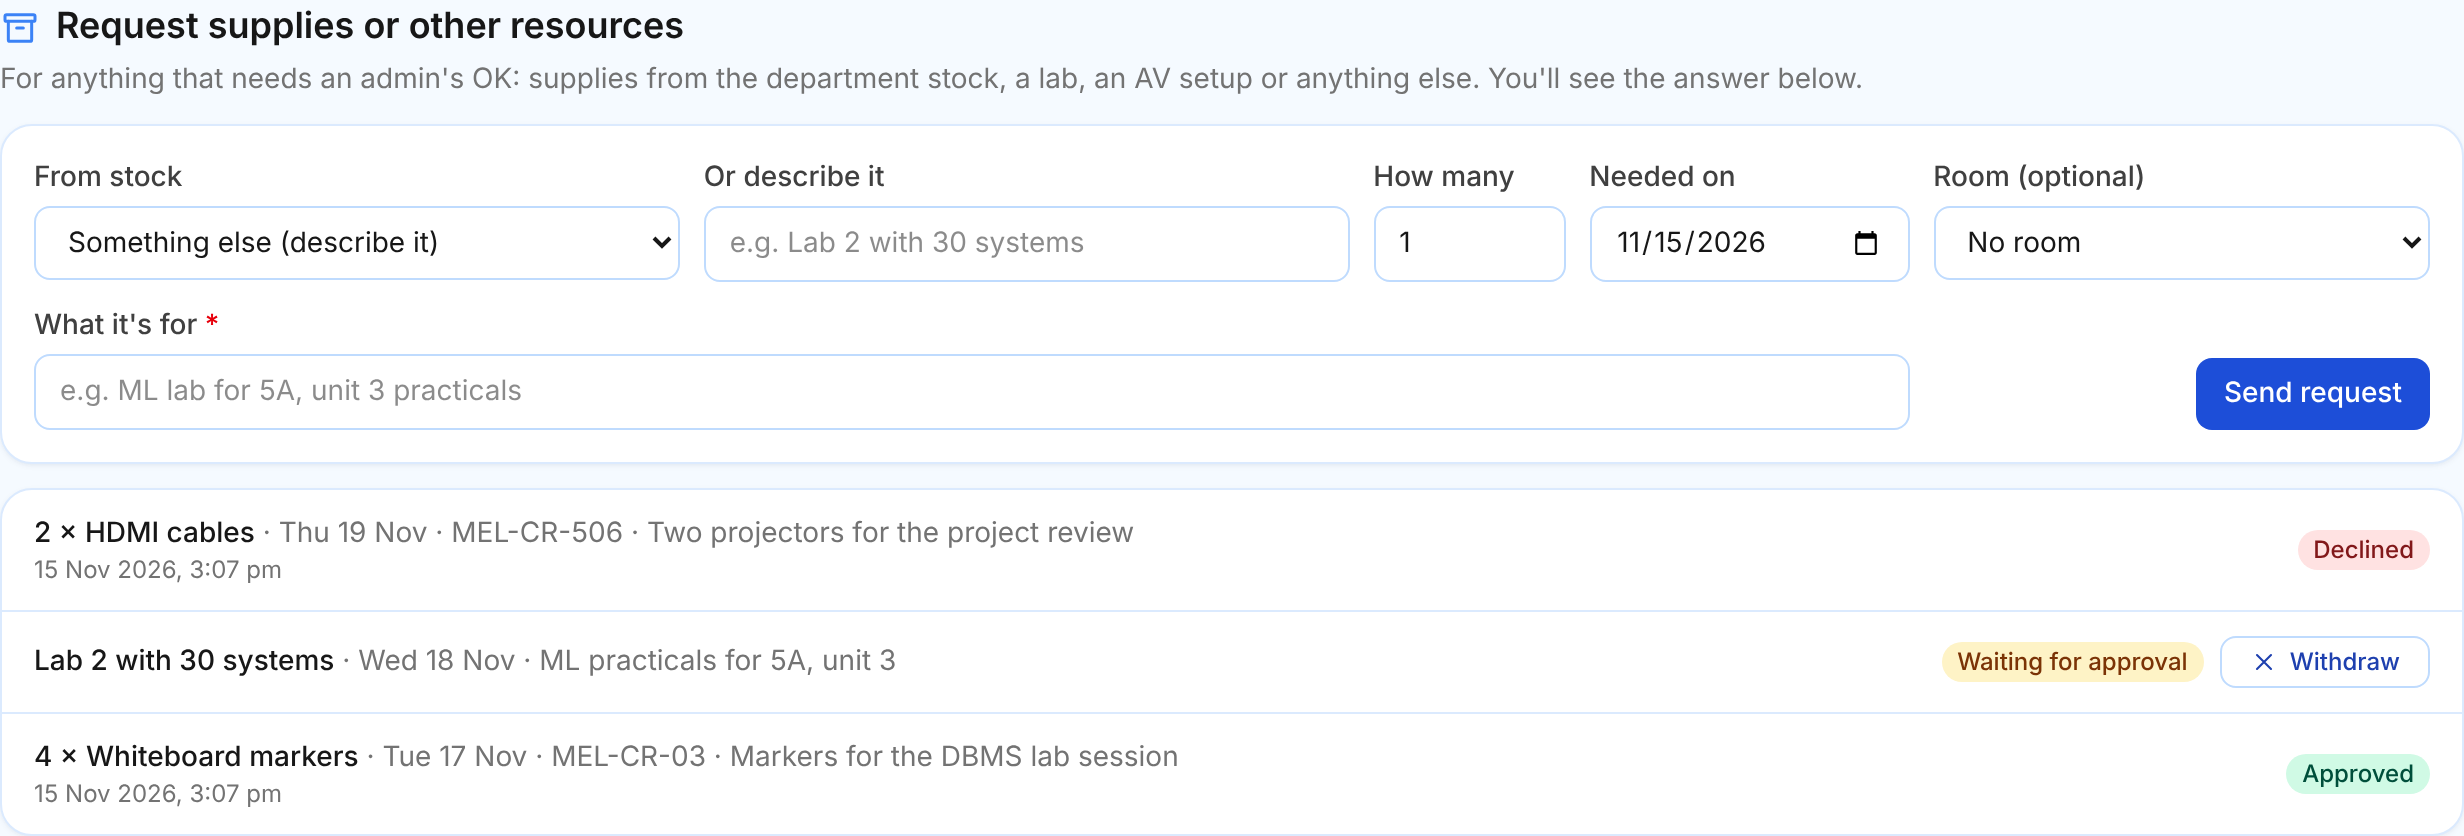 Request supplies or other resources
For anything that needs an admin's OK: supplies from the department stock, a lab, an AV setup or anything else. You'll see the answer below.
From stock
Or describe it
How many
Needed on
Room (optional)
Something else (describe it)
e.g. Lab 2 with 30 systems
1
11/15/2026
No room
What it's for *
e.g. ML lab for 5A, unit 3 practicals
Send request
2 × HDMI cables · Thu 19 Nov · MEL-CR-506 · Two projectors for the project review
15 Nov 2026, 3:07 pm
Declined
Lab 2 with 30 systems · Wed 18 Nov · ML practicals for 5A, unit 3
Waiting for approval
Withdraw
4 × Whiteboard markers · Tue 17 Nov · MEL-CR-03 · Markers for the DBMS lab session
15 Nov 2026, 3:07 pm
Approved